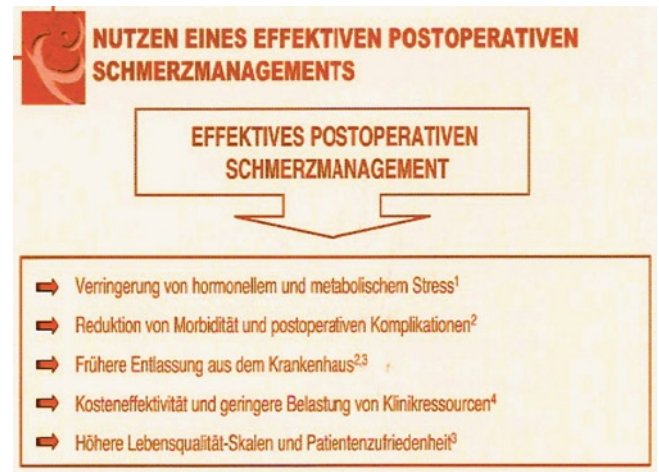 NUTZEN EINES EFFEKTIVEN POSTOPERATIVEN
SCHMERZMANAGEMENTS
EFFEKTIVES POSTOPERATIVEN
SCHMERZMANAGEMENT
Verringerung von hormonellem und metabolischem Stress¹
Reduktion von Morbidität und postoperativen Komplikationen²
Frühere Entlassung aus dem Krankenhaus²,³
Kosteneffektivität und geringere Belastung von Klinikressourcen⁴
Höhere Lebensqualität-Skalen und Patientenzufriedenheit³